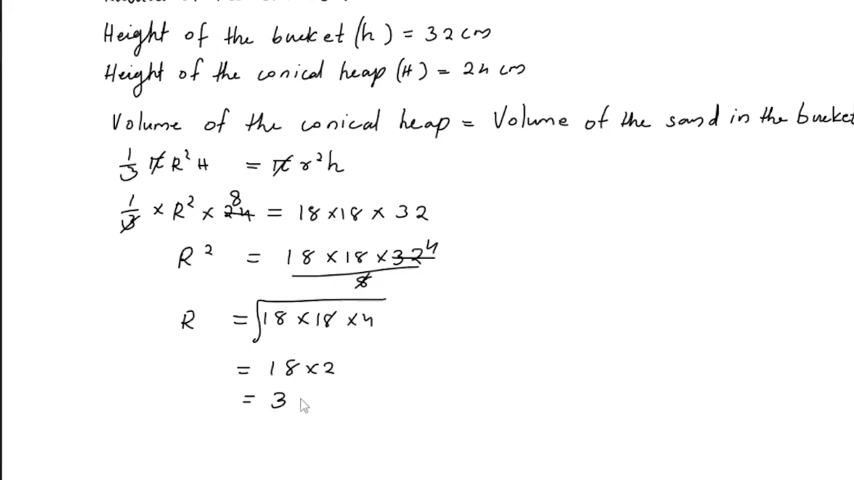 Height of the bucket (h) = 32 cm
Height of the conical heap (H) = 24 cm
Volume of the conical heap = Volume of the sand in the bucket
1/3 π R² H = π r² h
1/3 × R² × 24 8 = 18 × 18 × 32
R² = 18 × 18 × 32 4 / 8
R = √18 × 18 × 4
= 18 × 2
= 3